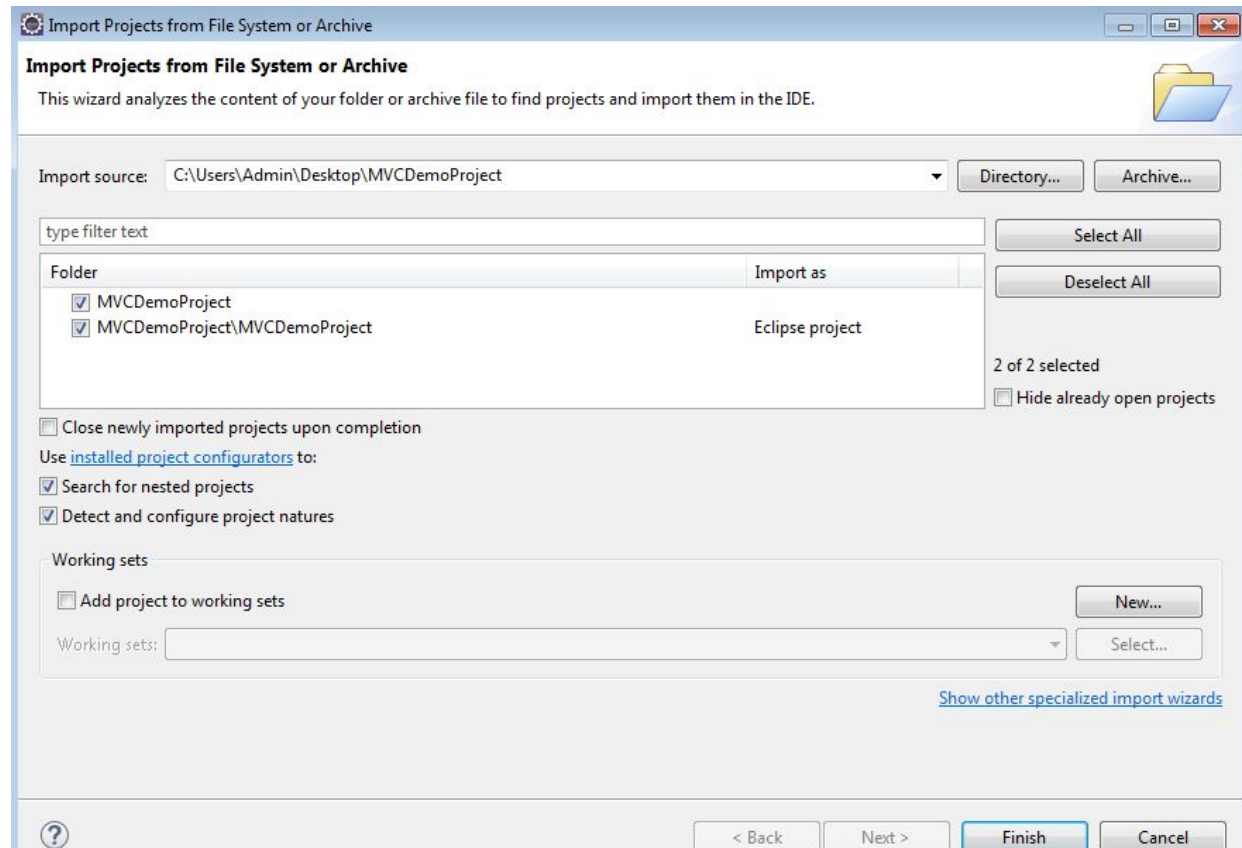 Import Projects from File System or Archive
Import Projects from File System or Archive
This wizard analyzes the content of your folder or archive file to find projects and import them in the IDE.
Import source: C:\Users\Admin\Desktop\MVCDemoProject Directory... Archive...
type filter text Select All
Folder Import as Deselect All
MVCDemoProject
MVCDemoProject\MVCDemoProject Eclipse project
2 of 2 selected
Hide already open projects
Close newly imported projects upon completion
Use installed project configurators to:
Search for nested projects
Detect and configure project natures
Working sets
Add project to working sets New...
Working sets: Select...
Show other specialized import wizards
? < Back Next > Finish Cancel